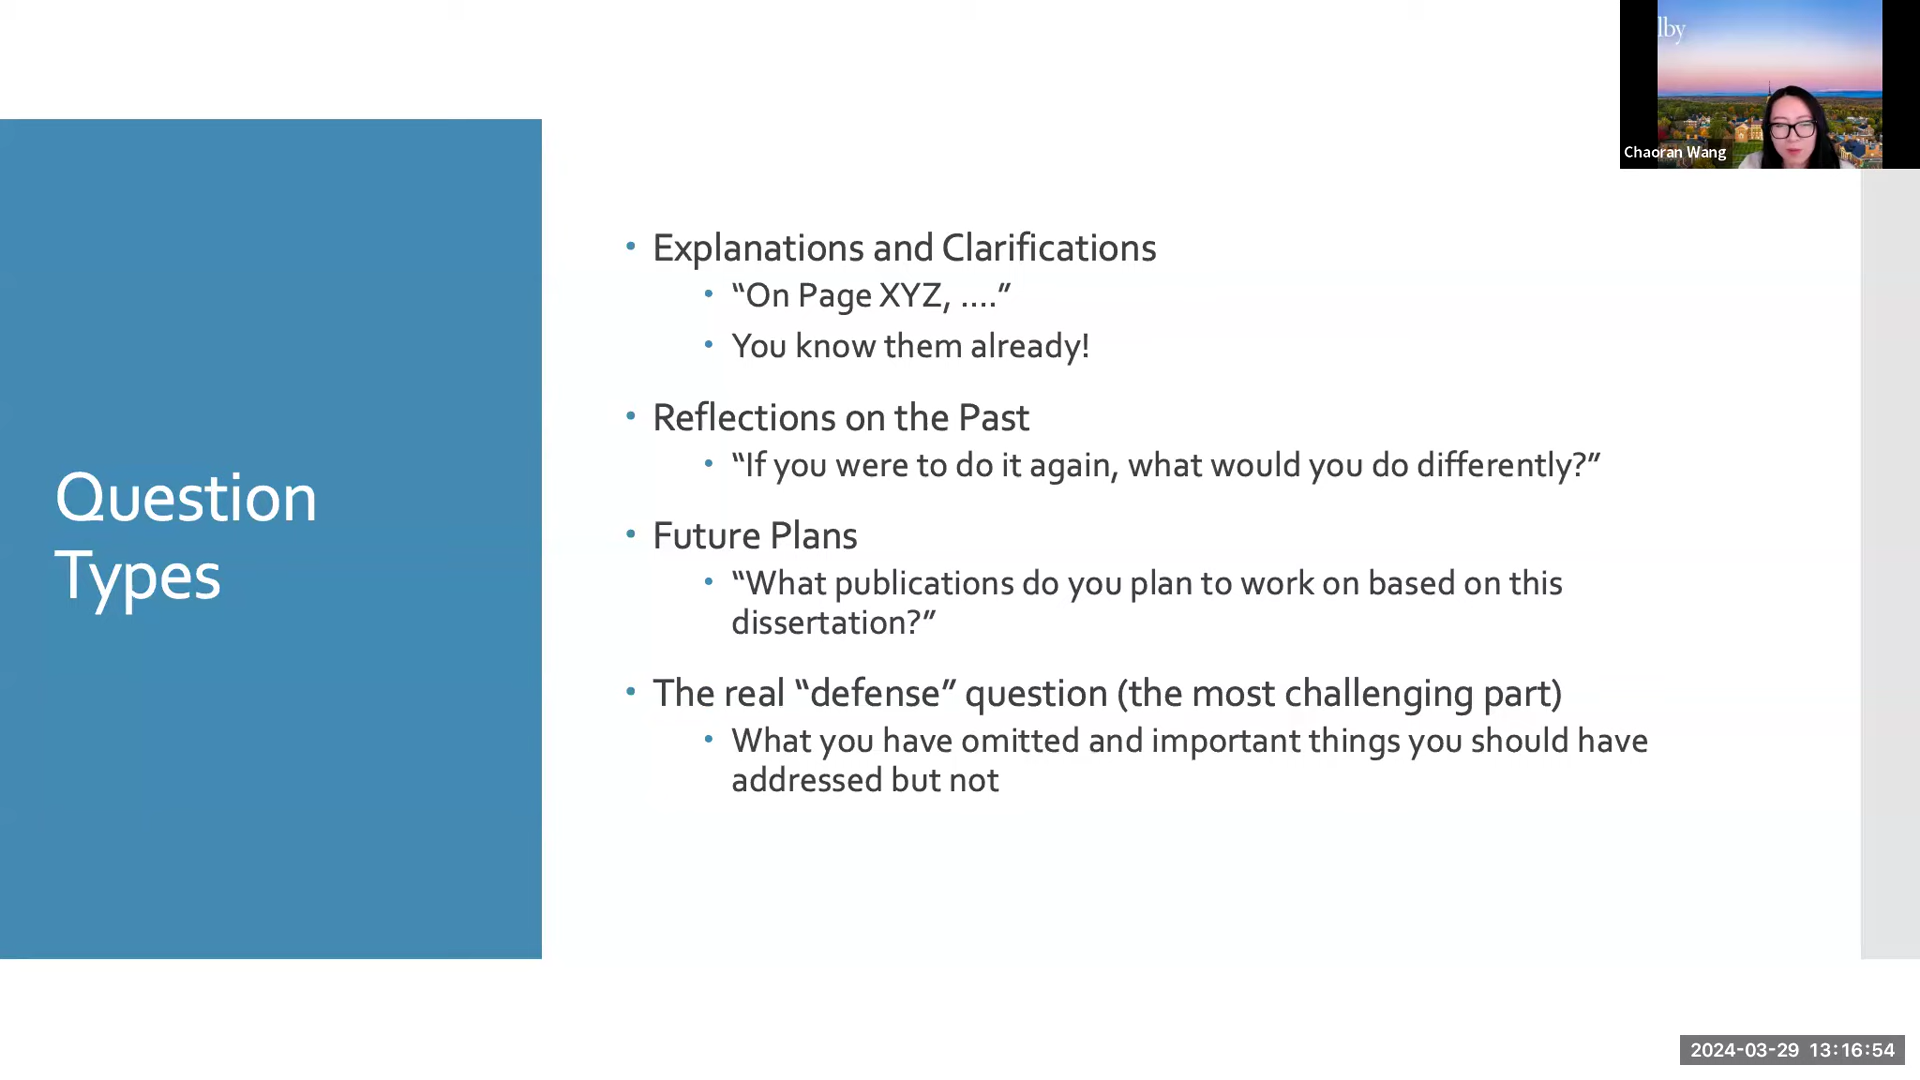 lby
Chaoran Wang
Question
Types
• Explanations and Clarifications
• “On Page XYZ, ....”
• You know them already!
• Reflections on the Past
• “If you were to do it again, what would you do differently?”
• Future Plans
• “What publications do you plan to work on based on this
dissertation?”
• The real “defense” question (the most challenging part)
• What you have omitted and important things you should have
addressed but not
2024-03-29 13:16:54